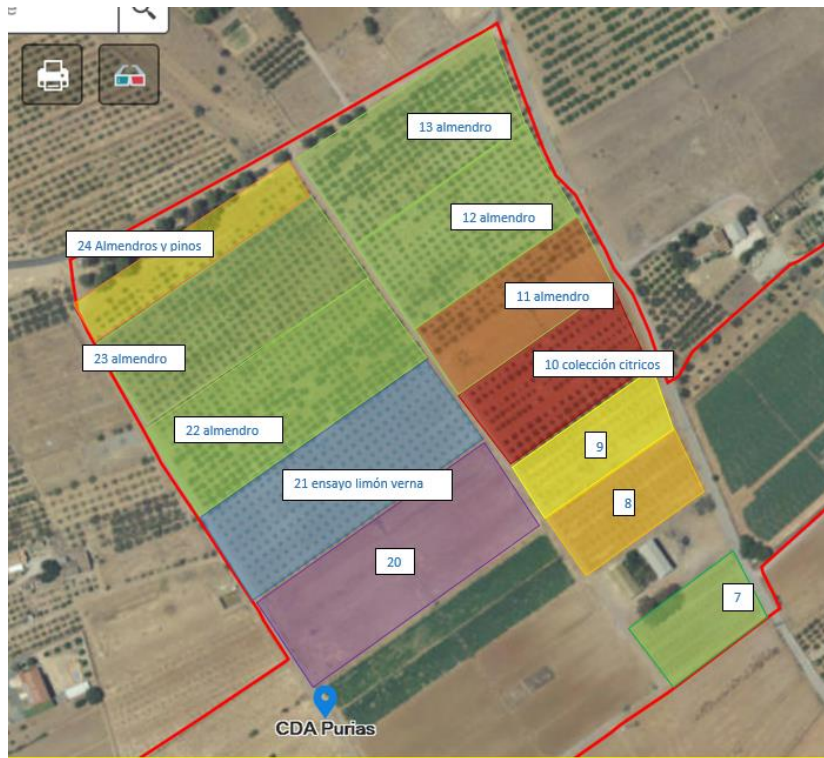 e
13 almendro
12 almendro
24 Almendros y pinos
11 almendro
23 almendro
10 colección citricos
22 almendro
9
21 ensayo limón verna
8
20
7
CDA Purias